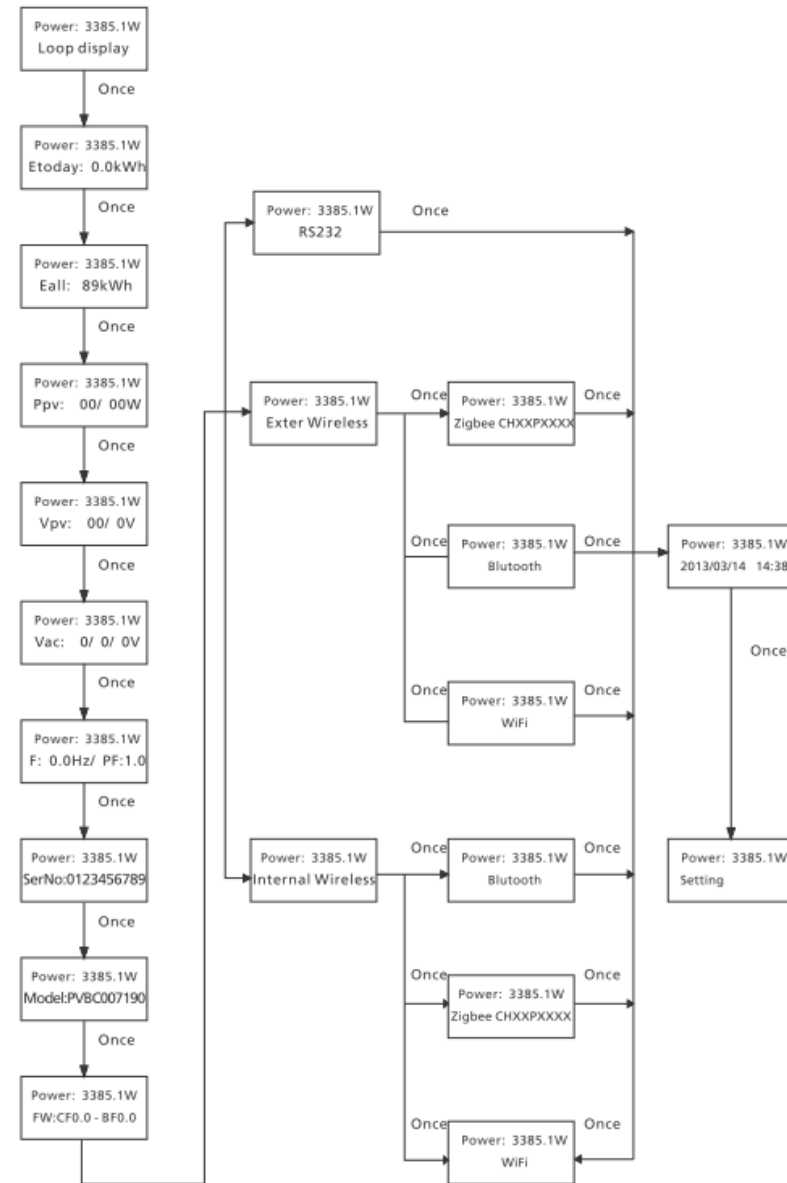 Power: 3385.1W
Loop display
Once
Power: 3385.1W
Etoday: 0.0kWh
Once
Power: 3385.1W
Eall: 89kWh
Once
Power: 3385.1W
Ppv: 00/ 00W
Once
Power: 3385.1W
Vpv: 00/ 0V
Once
Power: 3385.1W
Vac: 0/ 0/ 0V
Once
Power: 3385.1W
F: 0.0Hz/ PF:1.0
Once
Power: 3385.1W
SerNo:0123456789
Once
Power: 3385.1W
Model:PVBC007190
Once
Power: 3385.1W
FW:CF0.0 - BF0.0
Power: 3385.1W
RS232
Once
Power: 3385.1W
Exter Wireless
Once
Power: 3385.1W
Zigbee CHXXPXXXX
Once
Once
Power: 3385.1W
Blutooth
Once
Once
Power: 3385.1W
WiFi
Once
Power: 3385.1W
Internal Wireless
Once
Power: 3385.1W
Blutooth
Once
Once
Power: 3385.1W
Zigbee CHXXPXXXX
Once
Once
Power: 3385.1W
WiFi
Once
Power: 3385.1W
2013/03/14 14:38
Once
Power: 3385.1W
Setting